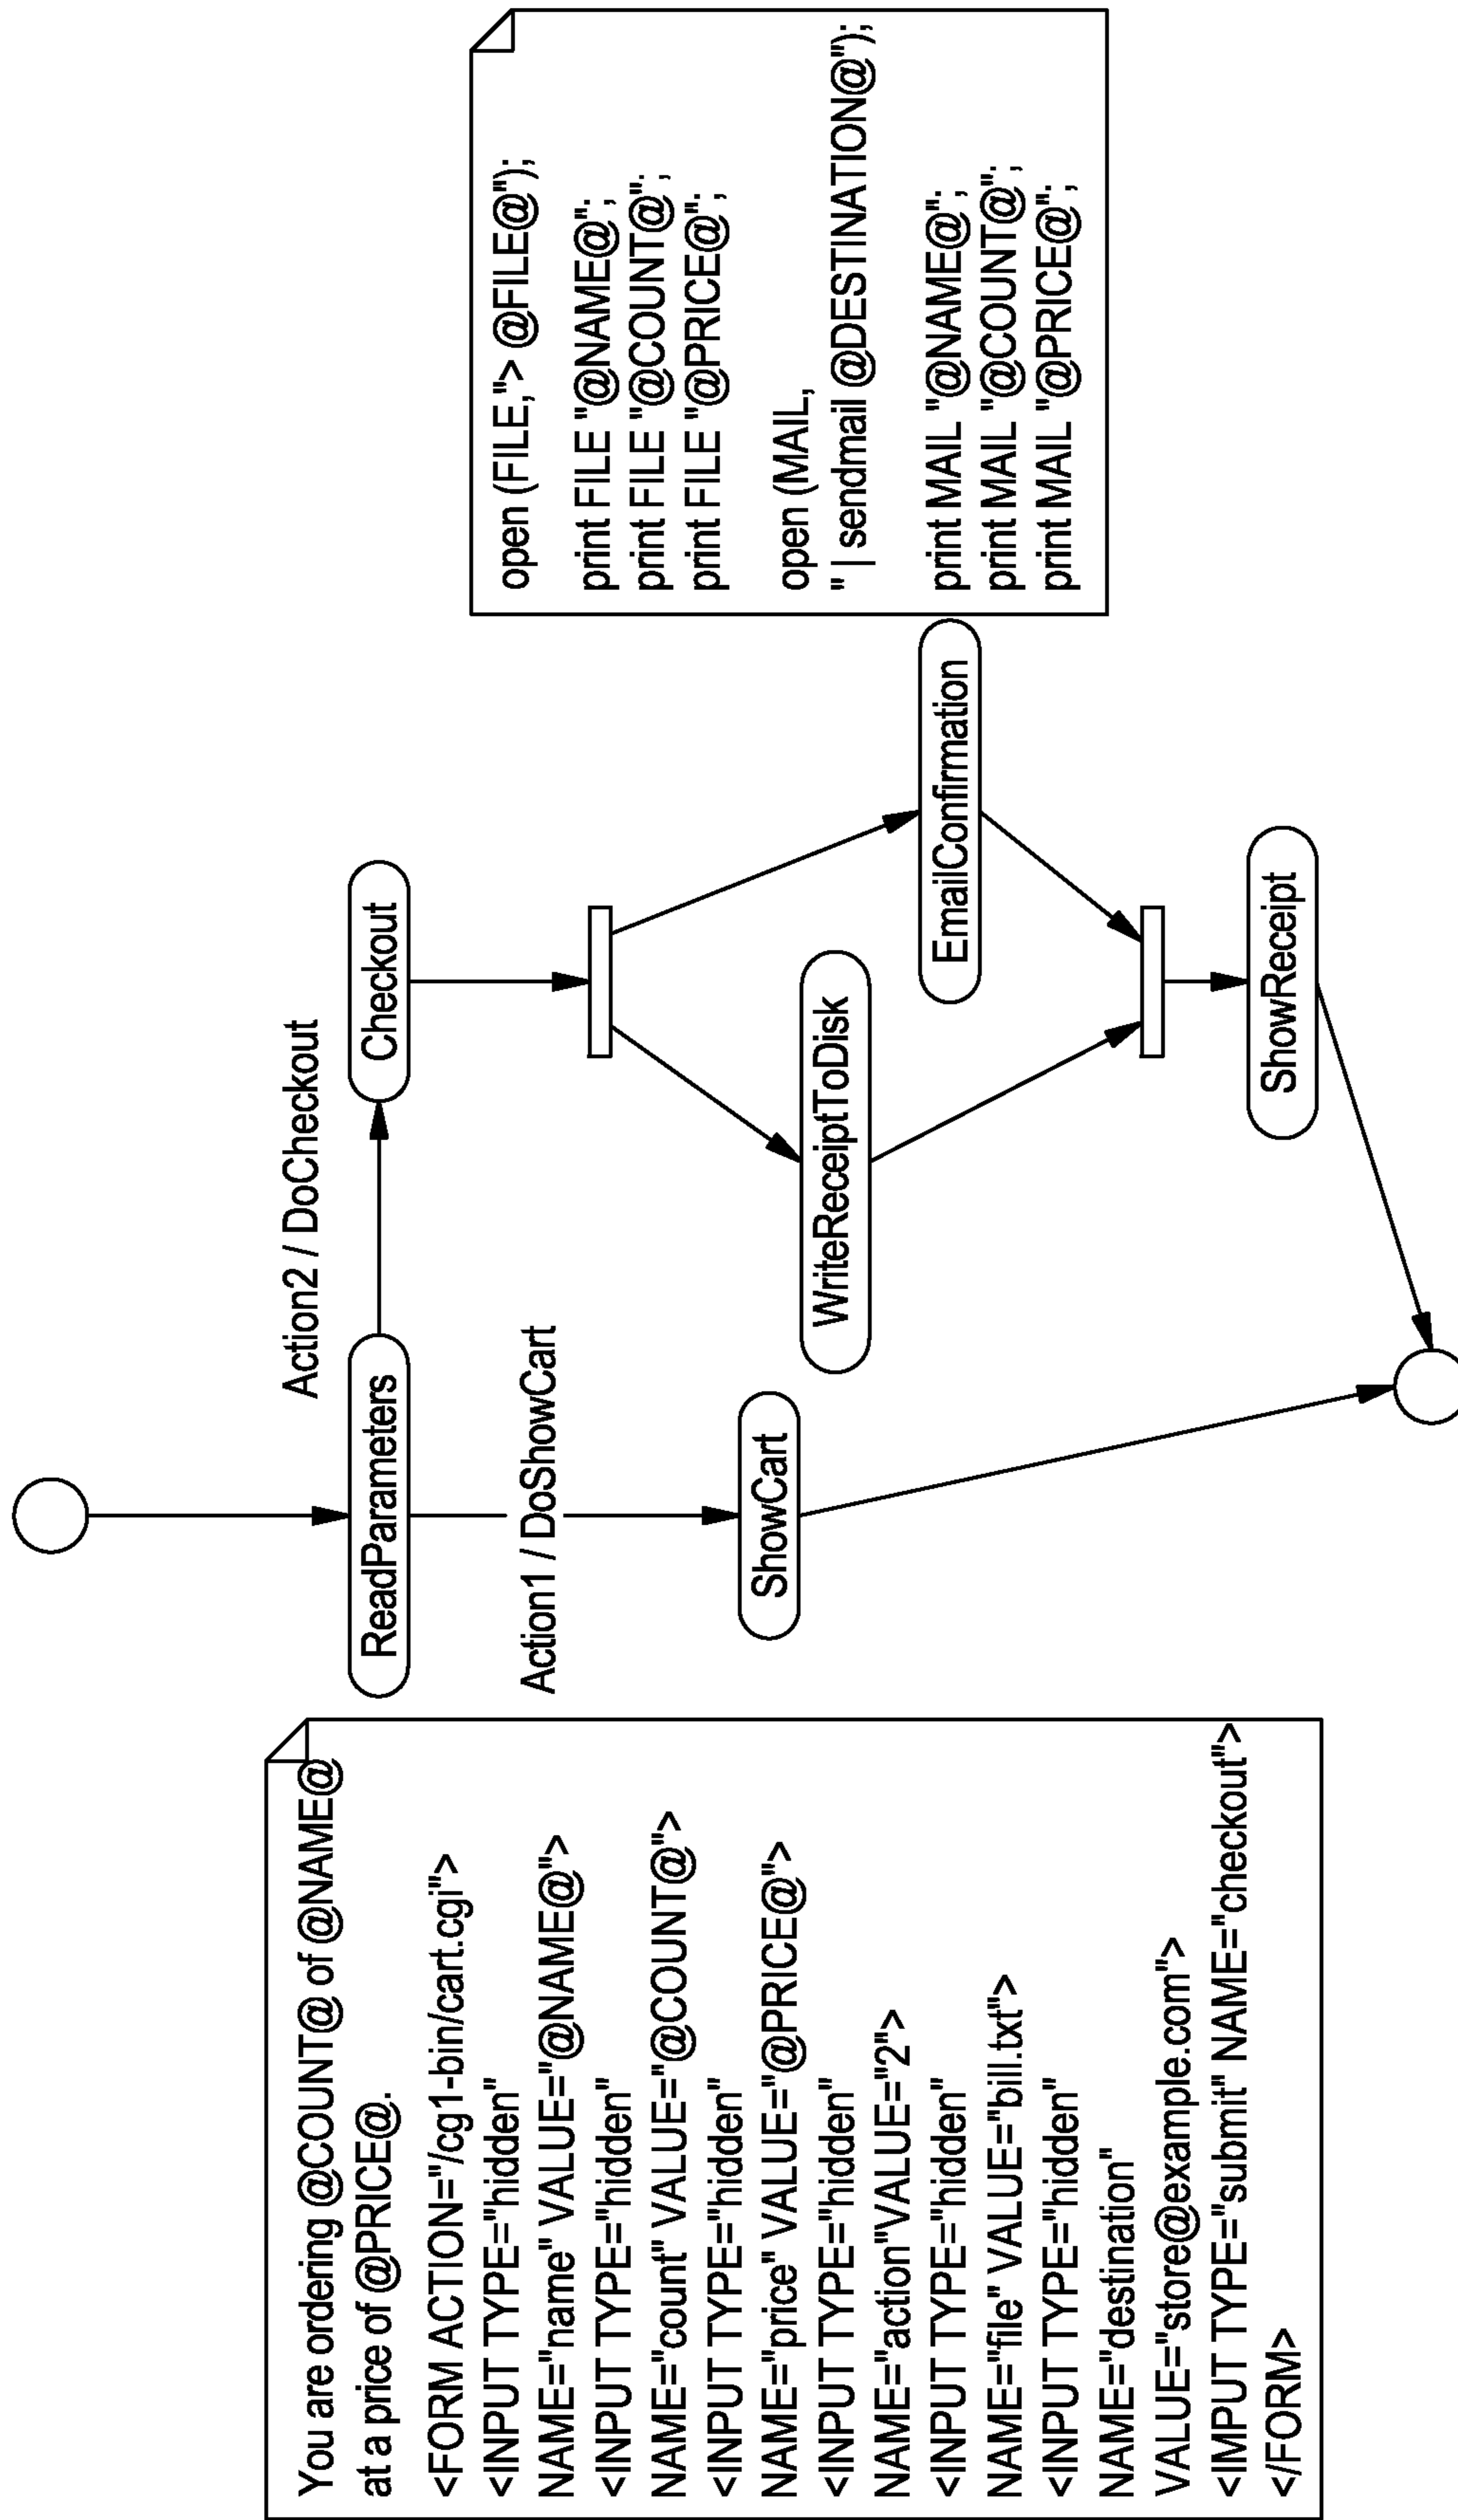 You are ordering @COUNT@ of @NAME@
at a price of @PRICE@.
<FORM ACTION="/cg1-bin/cart.cgi">
<INPUT TYPE="hidden"
NAME="name" VALUE="@NAME@">
<INPUT TYPE="hidden"
NAME="count" VALUE="@COUNT@">
<INPUT TYPE="hidden"
NAME="price" VALUE="@PRICE@">
<INPUT TYPE="hidden"
NAME="action"VALUE="2">
<INPUT TYPE="hidden"
NAME="file" VALUE="bill.txt">
<INPUT TYPE="hidden"
NAME="destination"
VALUE="store@example.com">
<IMPUT TYPE="submit" NAME="checkout">
</FORM>
Action2 / DoCheckout
ReadParameters
Checkout
Action1 / DoShowCart
ShowCart
WriteReceiptToDisk
EmailConfirmation
ShowReceipt
open (FILE,"> @FILE@");
print FILE "@NAME@";
print FILE "@COUNT@";
print FILE "@PRICE@";
open (MAIL,
" | sendmail @DESTINATION@");
print MAIL "@NAME@";
print MAIL "@COUNT@";
print MAIL "@PRICE@";